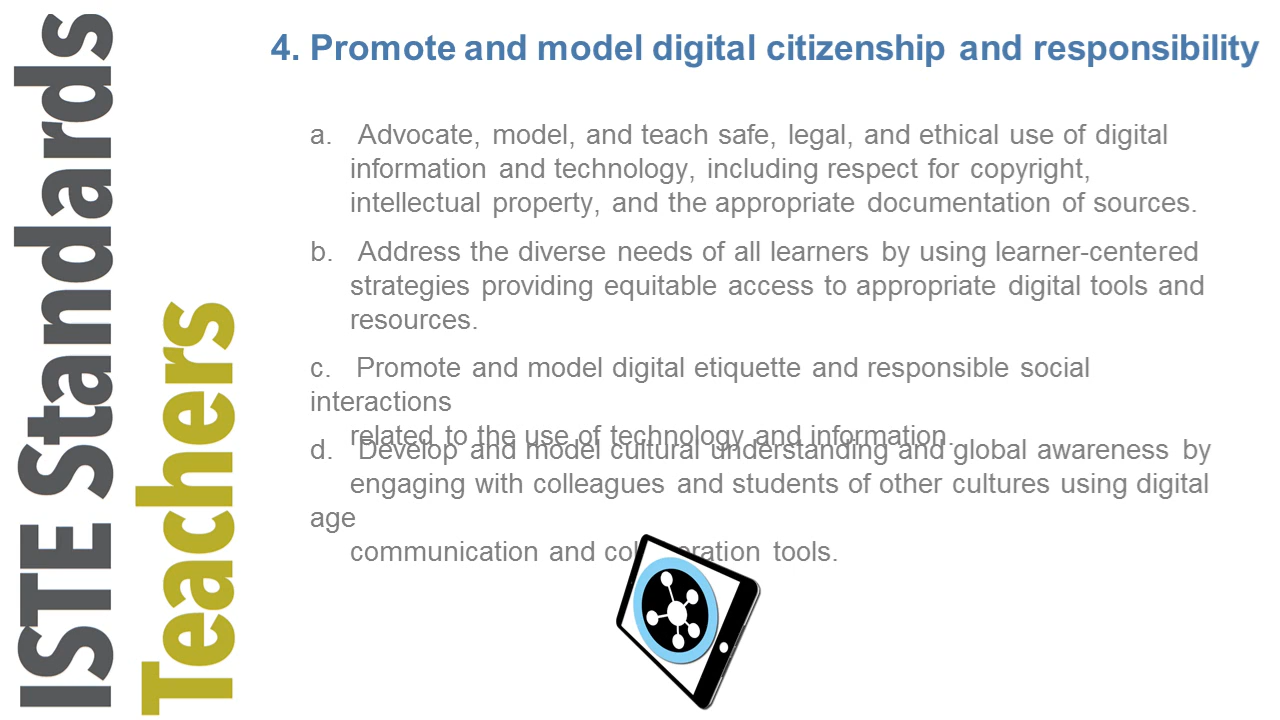 ISTE Standards
Teachers
4. Promote and model digital citizenship and responsibility
a. Advocate, model, and teach safe, legal, and ethical use of digital
information and technology, including respect for copyright,
intellectual property, and the appropriate documentation of sources.
b. Address the diverse needs of all learners by using learner-centered
strategies providing equitable access to appropriate digital tools and
resources.
c. Promote and model digital etiquette and responsible social
interactions
related to the use of technology and information.
d. Develop and model cultural understanding and global awareness by
engaging with colleagues and students of other cultures using digital
age
communication and collaboration tools.